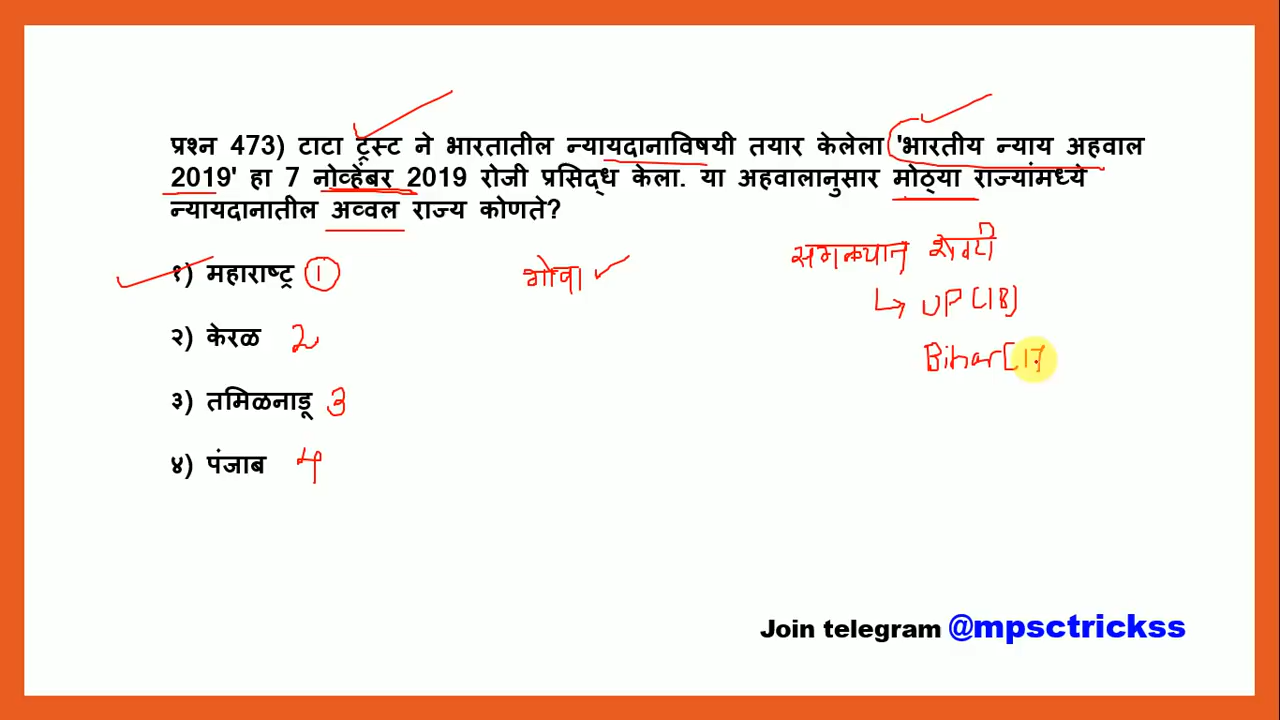 प्रश्न 473) टाटा ट्रस्ट ने भारतातील न्यायदानाविषयी तयार केलेला 'भारतीय न्याय अहवाल
2019' हा 7 नोव्हेंबर 2019 रोजी प्रसिद्ध केला. या अहवालानुसार मोठ्या राज्यांमध्ये
न्यायदानातील अव्वल राज्य कोणते?
सगळ्यात शेवटी
१) महाराष्ट्र 1 गोवा
UP [18]
२) केरळ 2
Bihar [17
३) तमिळनाडू 3
४) पंजाब 4
Join telegram @mpsctrickss